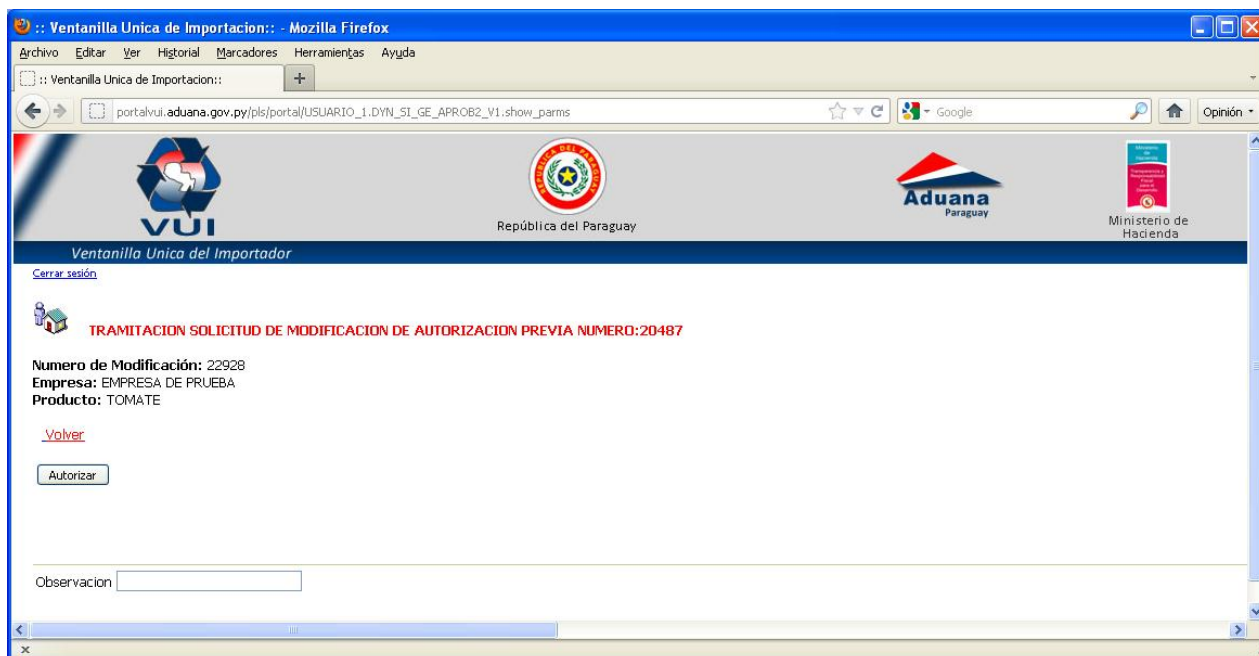 :: Ventanilla Unica de Importacion:: - Mozilla Firefox
Archivo Editar Ver Historial Marcadores Herramientas Ayuda
:: Ventanilla Unica de Importacion::
portalvui.aduana.gov.py/pls/portal/USUARIO_1.DYN_SI_GE_APROB2_V1.show_parms Google Opinión
VUI
República del Paraguay
Aduana
Paraguay
Ministerio de
Hacienda
Ventanilla Unica del Importador
Cerrar sesión
TRAMITACION SOLICITUD DE MODIFICACION DE AUTORIZACION PREVIA NUMERO:20487
Numero de Modificación: 22928
Empresa: EMPRESA DE PRUEBA
Producto: TOMATE
Volver
Autorizar
Observacion